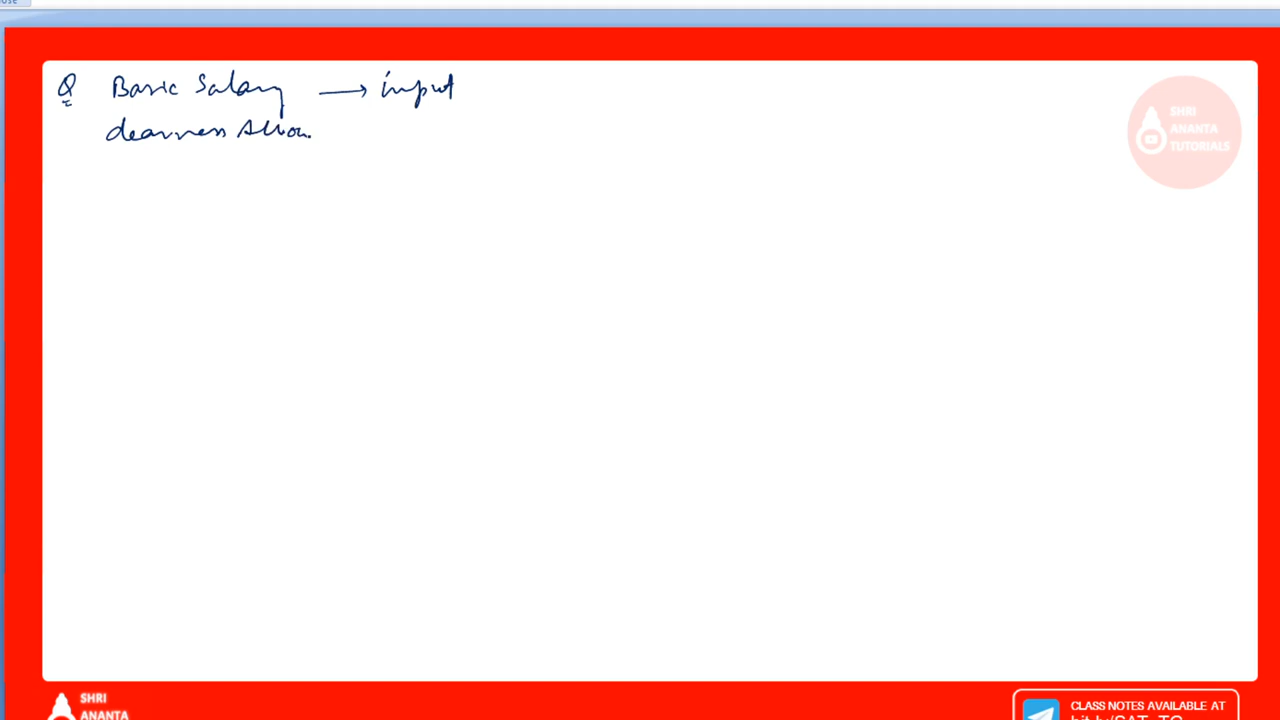 Q Basic Salary → input
dearness Allow
SHRI
ANANTA
TUTORIALS
SHRI
ANANTA
CLASS NOTES AVAILABLE AT